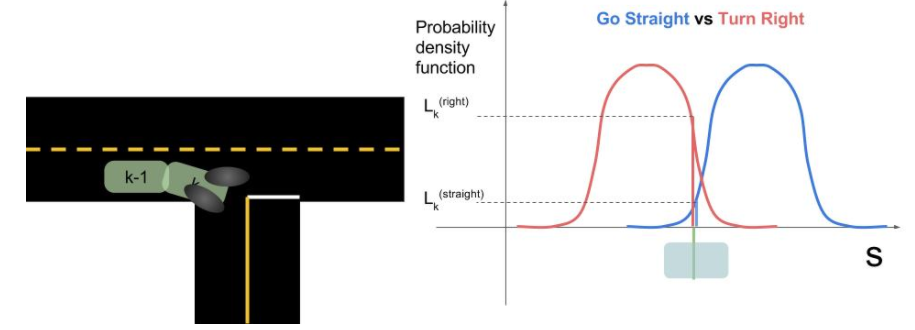 k-1
k
Probability
density
function
Go Straight vs Turn Right
L_k^(right)
L_k^(straight)
S